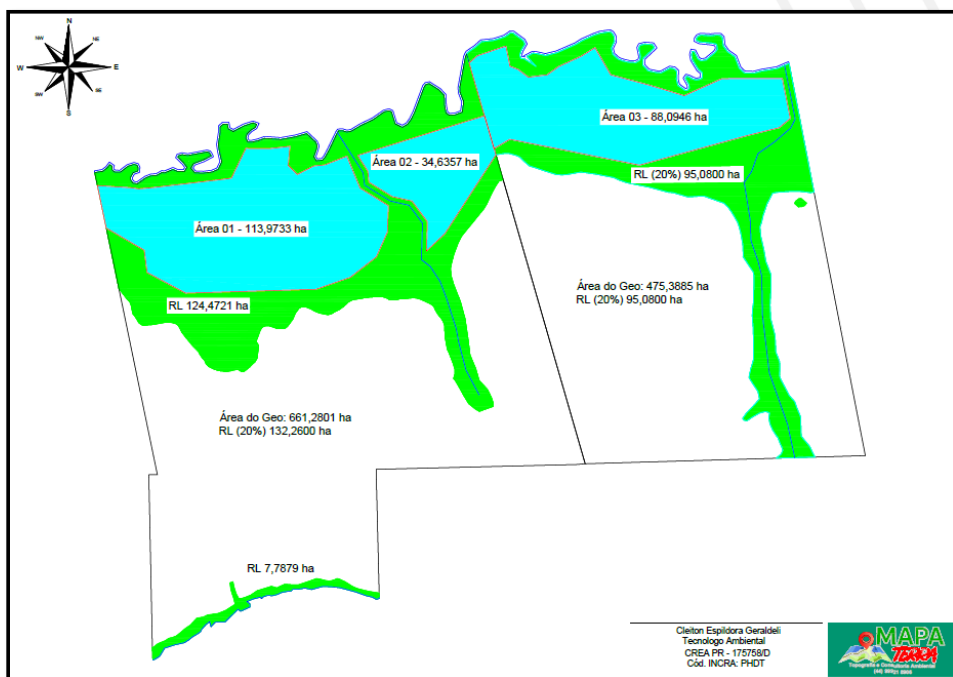 N
NW
NE
W
E
SW
SE
S
Área 03 - 88,0946 ha
Área 02 - 34,6357 ha
RL (20%) 95,0800 ha
Área 01 - 113,9733 ha
Área do Geo: 475,3885 ha
RL (20%) 95,0800 ha
RL 124,4721 ha
Área do Geo: 661,2801 ha
RL (20%) 132,2600 ha
RL 7,7879 ha
Cleiton Espildora Geraldeli
Tecnologo Ambiental
CREA PR - 175758/D
Cód. INCRA: PHDT
MAPA
TERRA
Topografia e Consultoria Ambiental